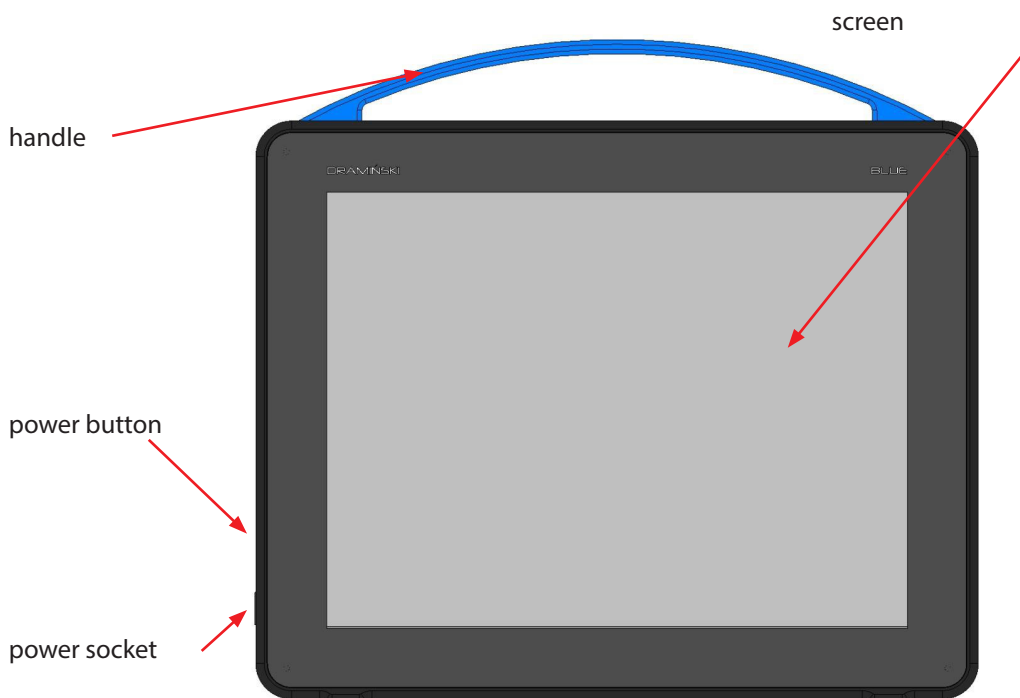 screen
handle
DRAMIŃSKI
BLUE
power button
power socket